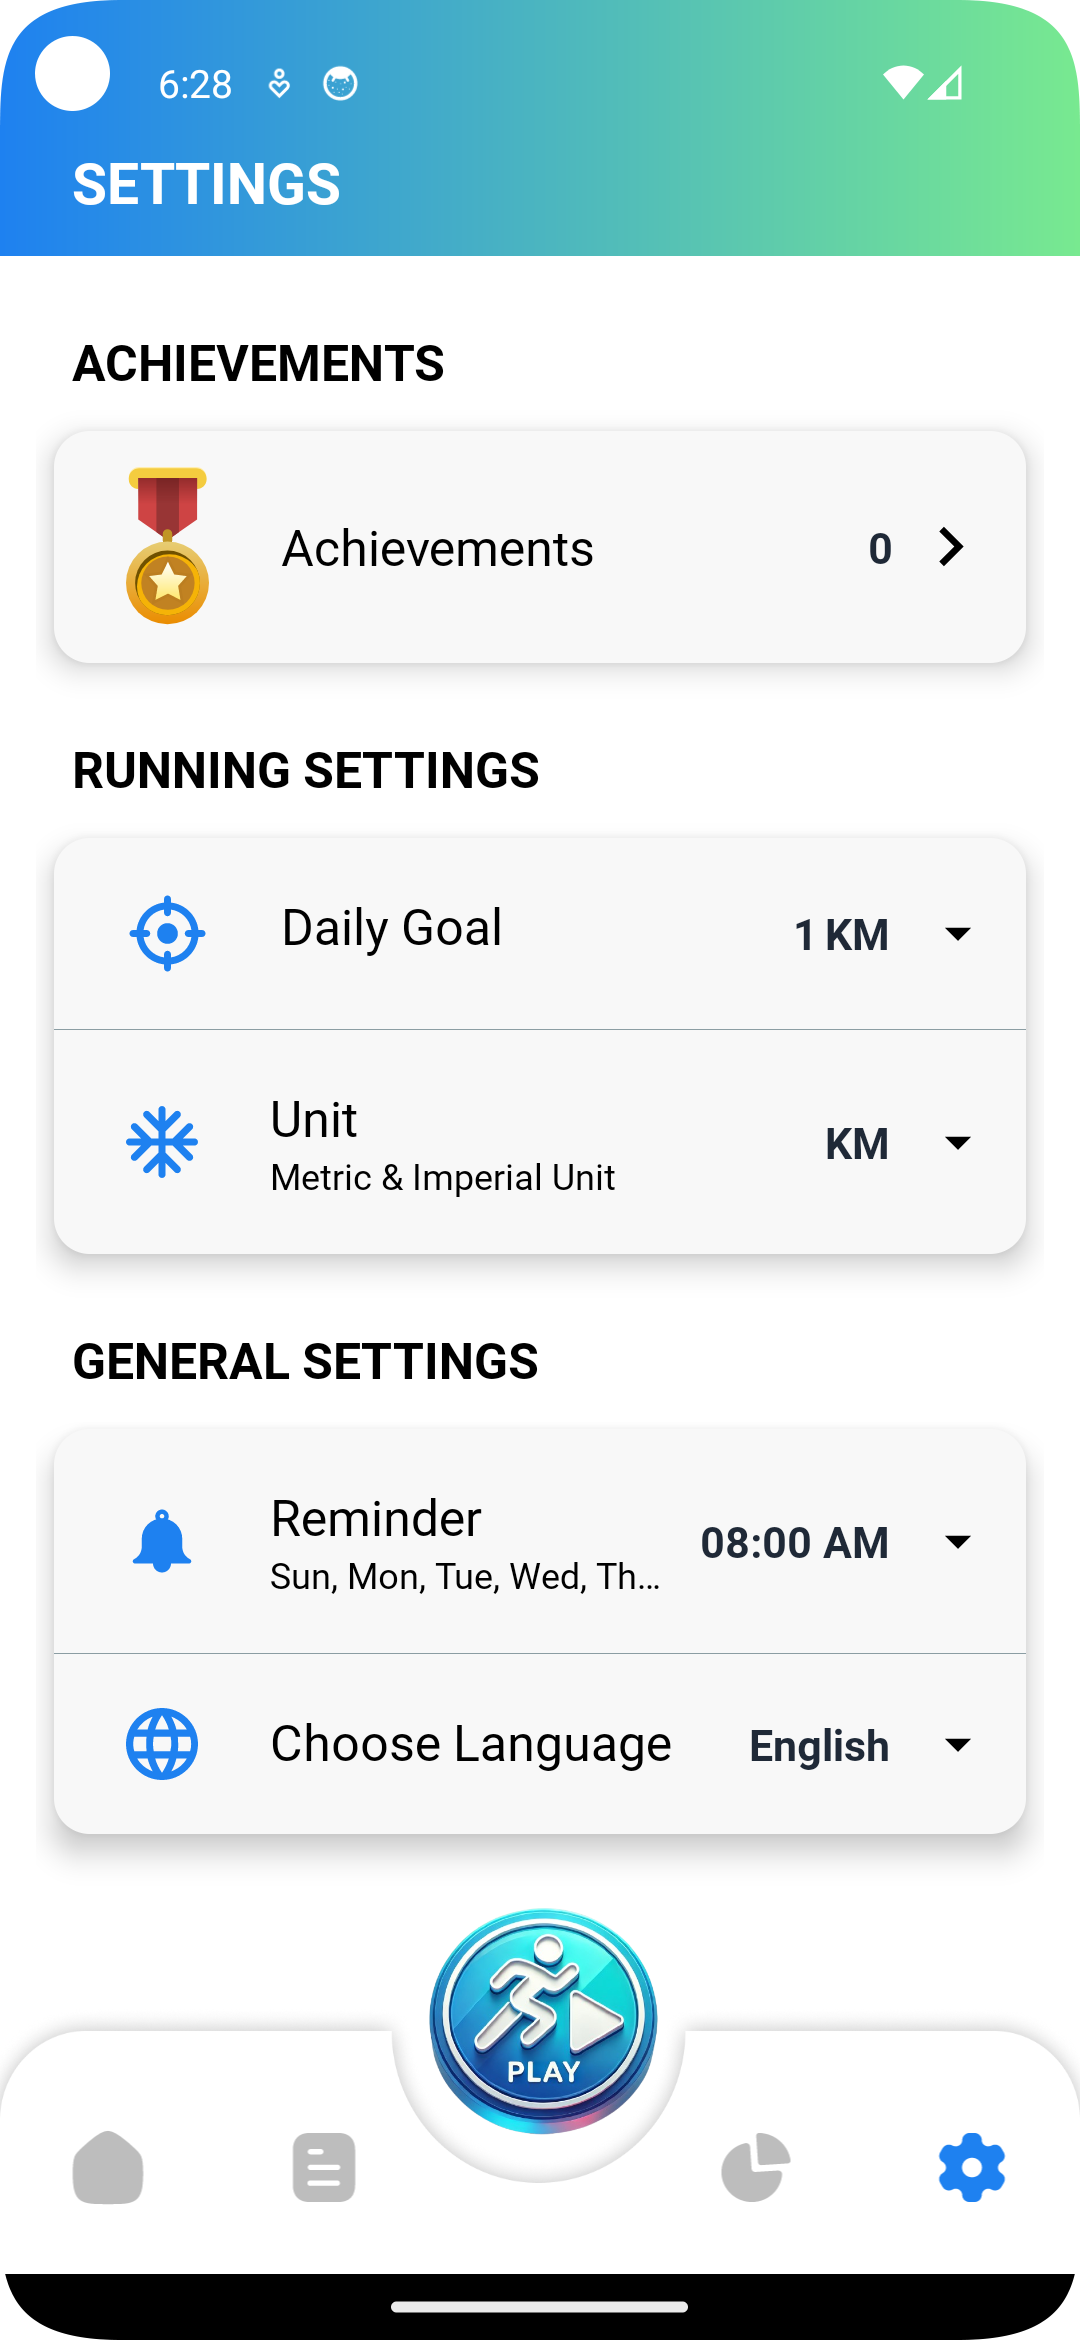 6:28
SETTINGS
ACHIEVEMENTS
Achievements 0
RUNNING SETTINGS
Daily Goal 1 KM
Unit
Metric & Imperial Unit
KM
GENERAL SETTINGS
Reminder
Sun, Mon, Tue, Wed, Th...
08:00 AM
Choose Language English
PLAY